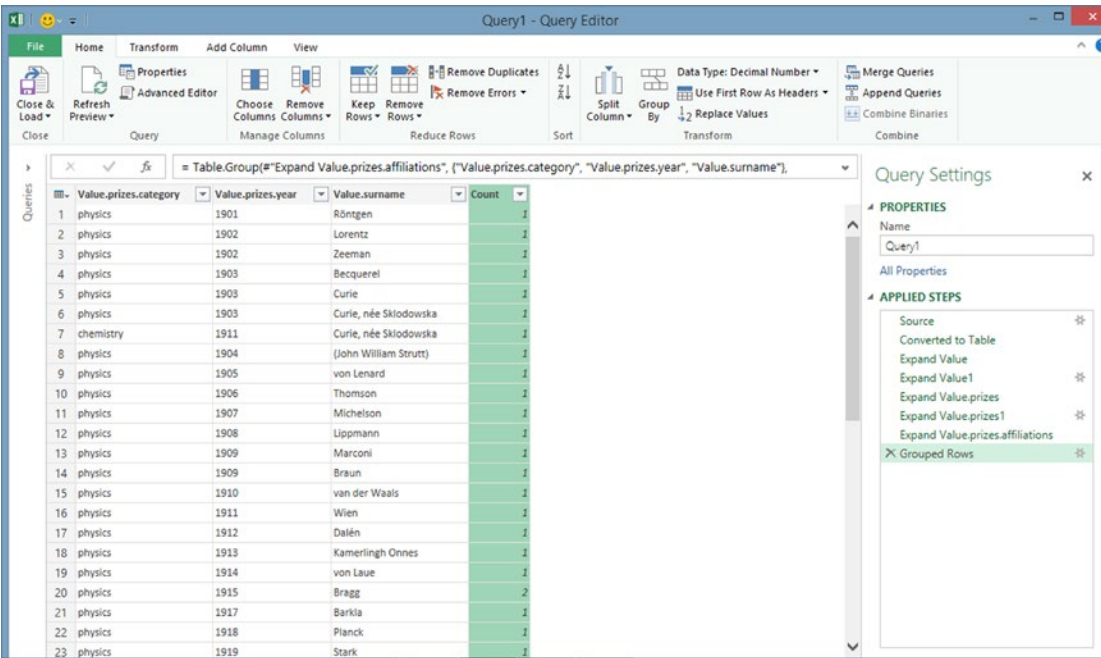 Query1 - Query Editor
File Home Transform Add Column View
Close & Load
Refresh Preview
Properties
Advanced Editor
Choose Columns
Remove Columns
Keep Rows
Remove Rows
Remove Duplicates
Remove Errors
Split Column
Group By
Data Type: Decimal Number
Use First Row As Headers
Replace Values
Merge Queries
Append Queries
Combine Binaries
Close Query Manage Columns Reduce Rows Sort Transform Combine
= Table.Group(#"Expand Value.prizes.affiliations", {"Value.prizes.category", "Value.prizes.year", "Value.surname"},
Queries
Value.prizes.category Value.prizes.year Value.surname Count
1 physics 1901 Röntgen 1
2 physics 1902 Lorentz 1
3 physics 1902 Zeeman 1
4 physics 1903 Becquerel 1
5 physics 1903 Curie 1
6 physics 1903 Curie, née Sklodowska 1
7 chemistry 1911 Curie, née Sklodowska 1
8 physics 1904 (John William Strutt) 1
9 physics 1905 von Lenard 1
10 physics 1906 Thomson 1
11 physics 1907 Michelson 1
12 physics 1908 Lippmann 1
13 physics 1909 Marconi 1
14 physics 1909 Braun 1
15 physics 1910 van der Waals 1
16 physics 1911 Wien 1
17 physics 1912 Dalén 1
18 physics 1913 Kamerlingh Onnes 1
19 physics 1914 von Laue 1
20 physics 1915 Bragg 2
21 physics 1917 Barkla 1
22 physics 1918 Planck 1
23 physics 1919 Stark 1
Query Settings
PROPERTIES
Name
Query1
All Properties
APPLIED STEPS
Source
Converted to Table
Expand Value
Expand Value1
Expand Value.prizes
Expand Value.prizes1
Expand Value.prizes.affiliations
Grouped Rows